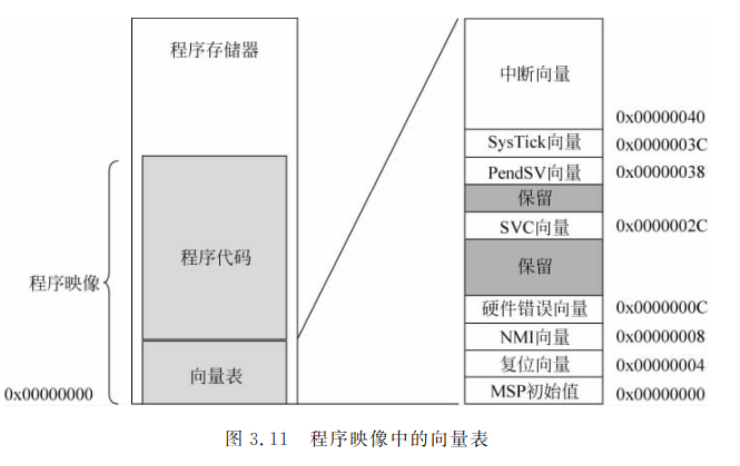 程序存储器
程序代码
程序映像
向量表
0x00000000
中断向量
0x00000040
SysTick向量
0x0000003C
PendSV向量
0x00000038
保留
SVC向量
0x0000002C
保留
硬件错误向量
0x0000000C
NMI向量
0x00000008
复位向量
0x00000004
MSP初始值
0x00000000
图 3.11 程序映像中的向量表